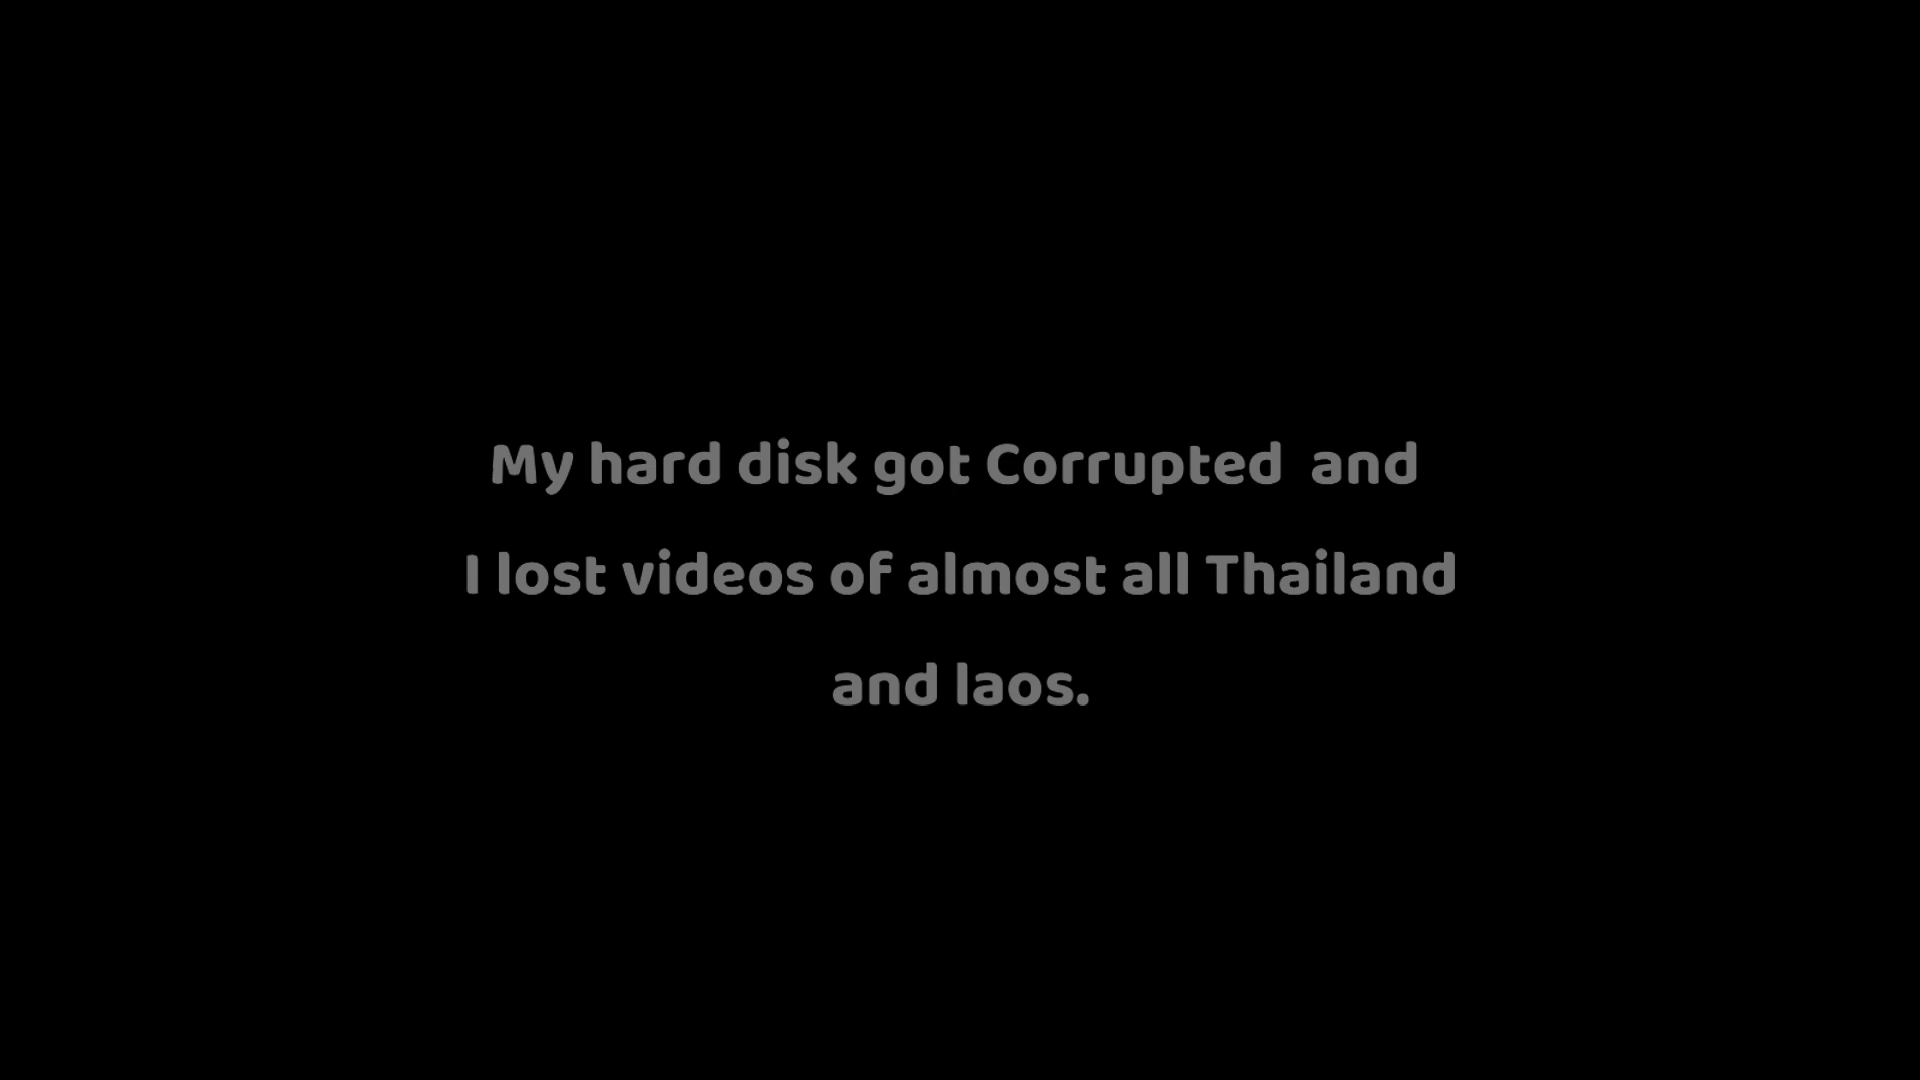 My hard disk got Corrupted  and
I lost videos of almost all Thailand
and laos.